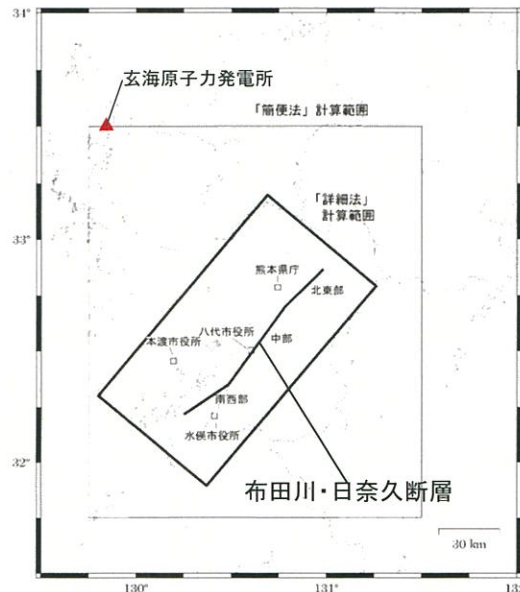 34°
玄海原子力発電所
「簡便法」計算範囲
「詳細法」
計算範囲
33°
熊本県庁
北東部
八代市役所
中部
本渡市役所
南西部
水俣市役所
32°
布田川・日奈久断層
30 km
130°
131°